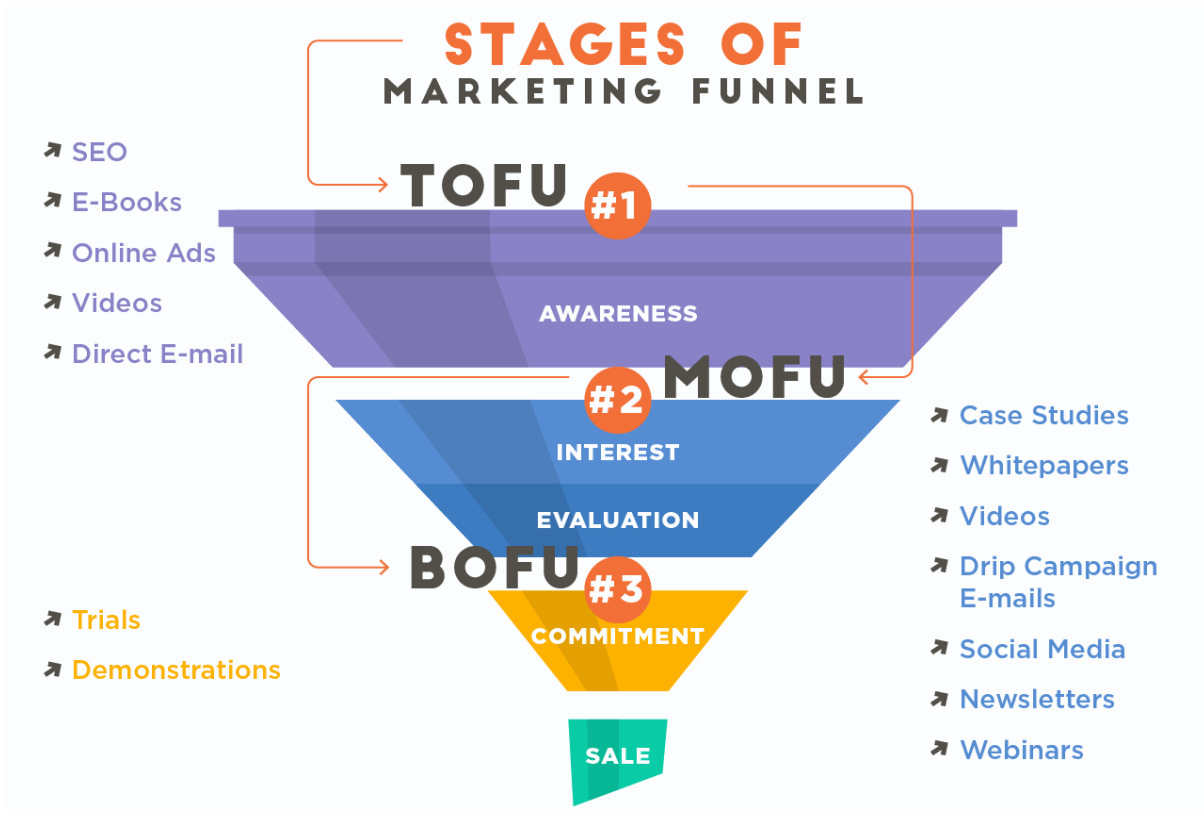 STAGES OF
MARKETING FUNNEL
TOFU #1
SEO
E-Books
Online Ads
Videos
Direct E-mail
AWARENESS
MOFU
#2
INTEREST
EVALUATION
Case Studies
Whitepapers
Videos
Drip Campaign
E-mails
Social Media
Newsletters
Webinars
BOFU #3
COMMITMENT
Trials
Demonstrations
SALE